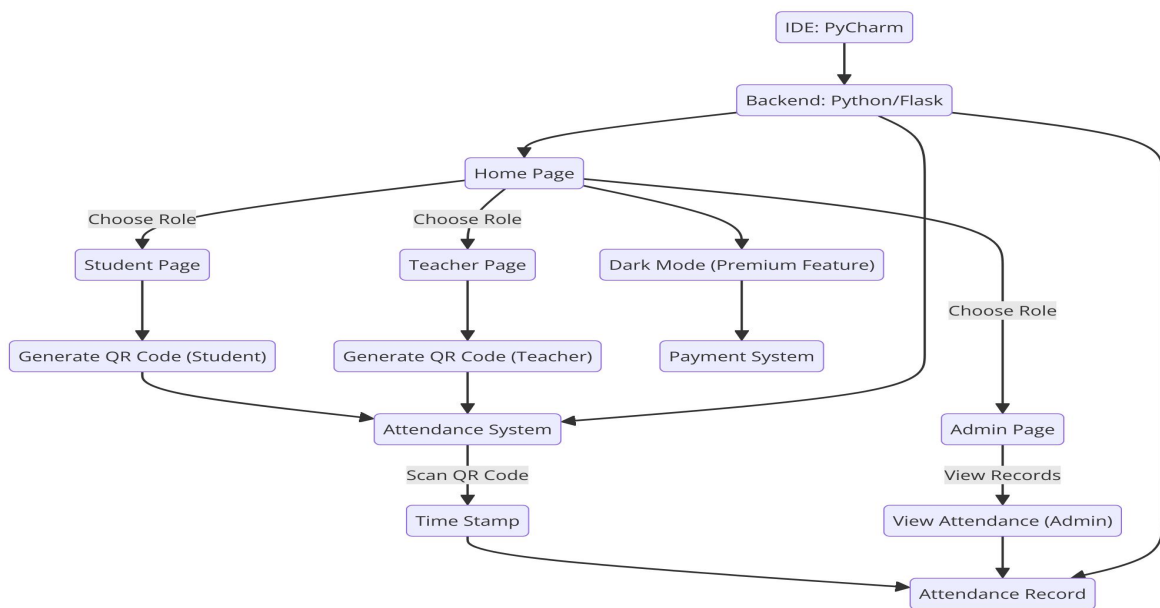 IDE: PyCharm
Backend: Python/Flask
Home Page
Choose Role
Choose Role
Student Page
Teacher Page
Dark Mode (Premium Feature)
Choose Role
Generate QR Code (Student)
Generate QR Code (Teacher)
Payment System
Attendance System
Admin Page
Scan QR Code
View Records
Time Stamp
View Attendance (Admin)
Attendance Record